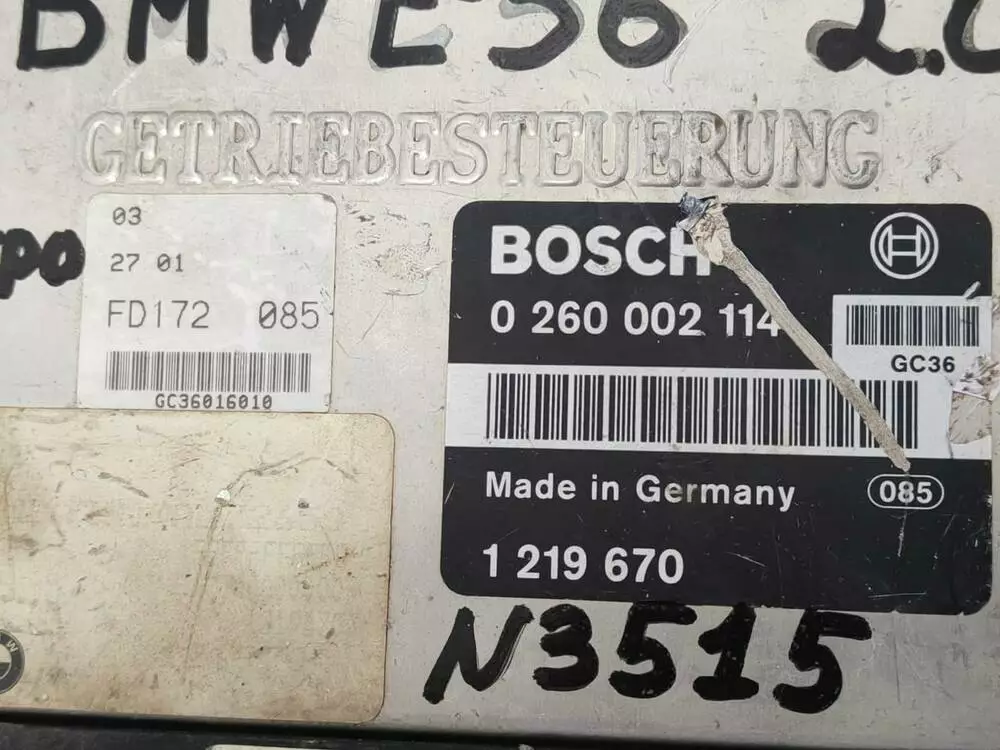 BMW E36 2.0
GETRIEBESTEUERUNG
03
27 01
FD172 085
GC36016010
BOSCH
0 260 002 114
GC36
Made in Germany
085
1 219 670
N3515